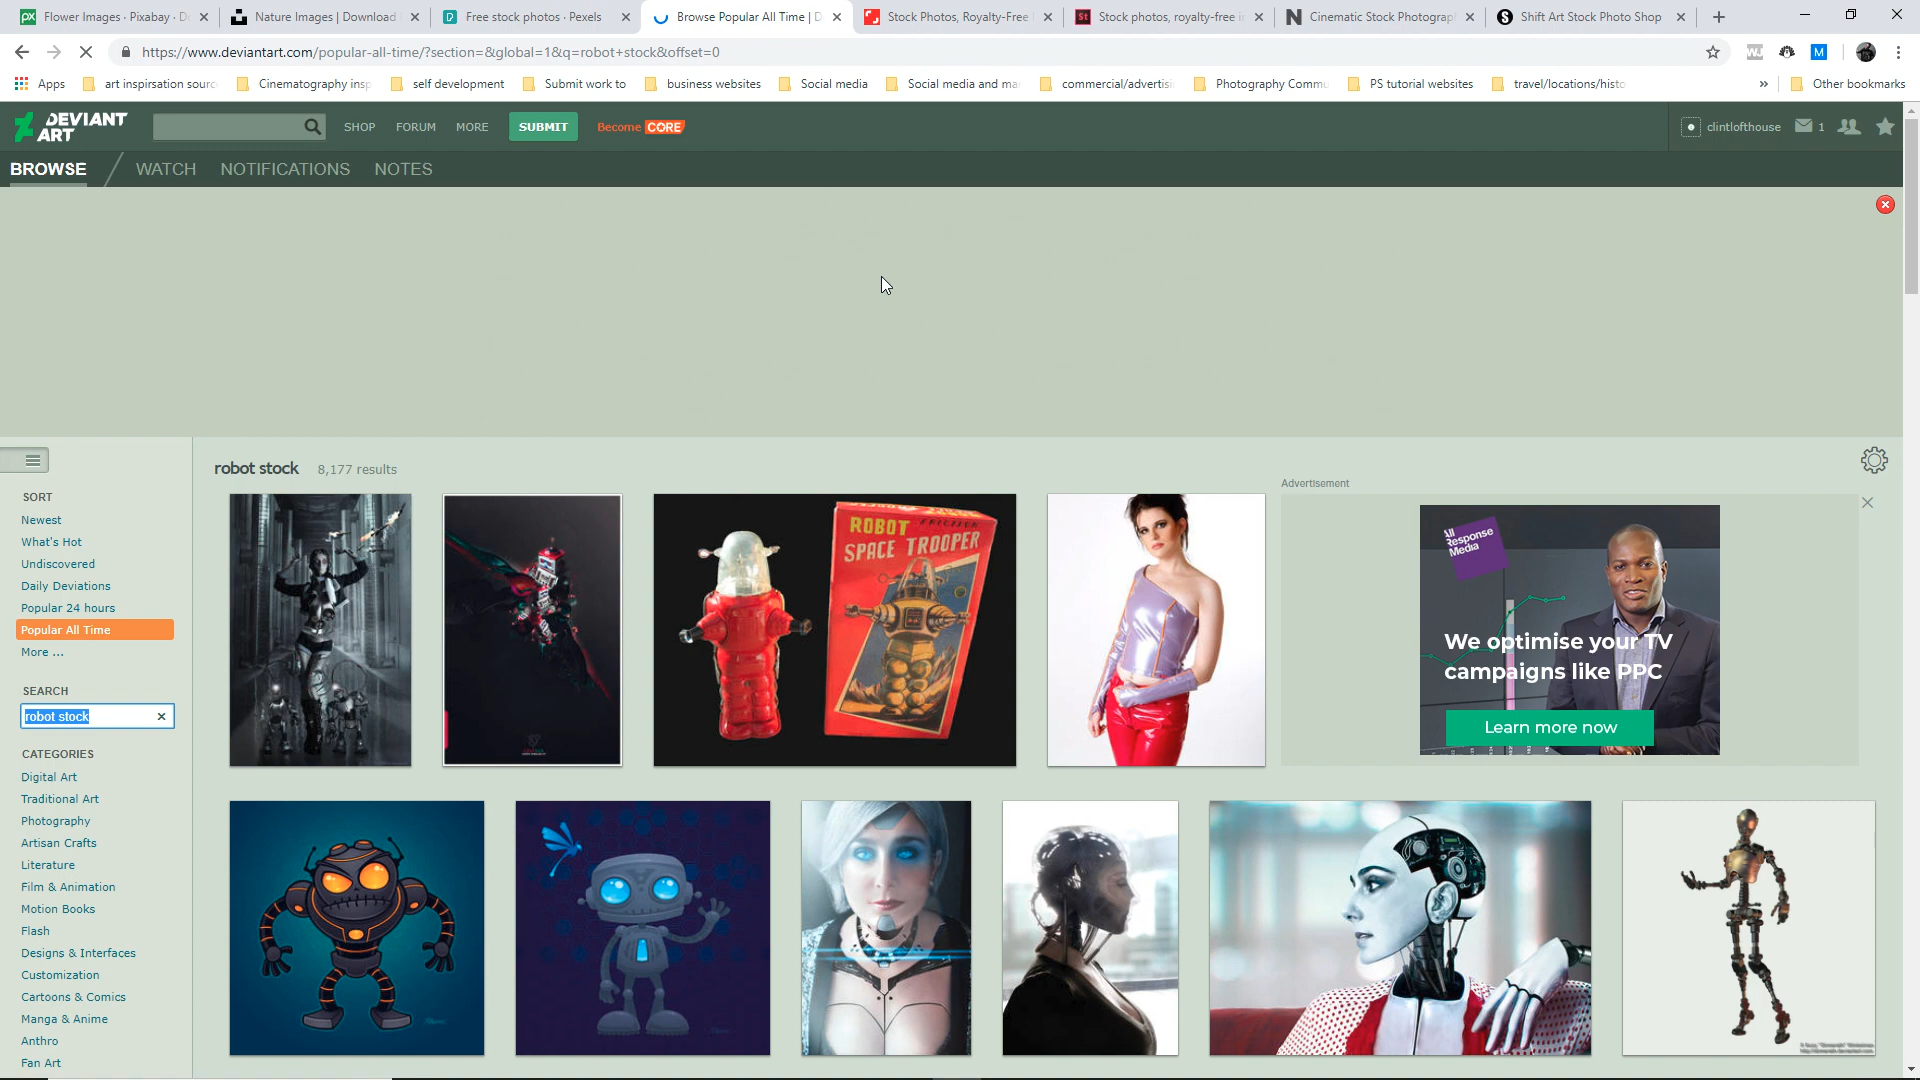 Flower Images · Pixabay · Do
Nature Images | Download
Free stock photos · Pexels
Browse Popular All Time | D
Stock Photos, Royalty-Free I
Stock photos, royalty-free in
Cinematic Stock Photograp
Shift Art Stock Photo Shop
https://www.deviantart.com/popular-all-time/?section=&global=1&q=robot+stock&offset=0
Apps
art inspirsation sourc
Cinematography insp
self development
Submit work to
business websites
Social media
Social media and ma
commercial/advertisi
Photography Commu
PS tutorial websites
travel/locations/histo
Other bookmarks
DEVIANT
ART
SHOP
FORUM
MORE
SUBMIT
Become CORE
clintlofthouse
1
BROWSE
WATCH
NOTIFICATIONS
NOTES
robot stock 8,177 results
SORT
Newest
What's Hot
Undiscovered
Daily Deviations
Popular 24 hours
Popular All Time
More ...
SEARCH
robot stock
CATEGORIES
Digital Art
Traditional Art
Photography
Artisan Crafts
Literature
Film & Animation
Motion Books
Flash
Designs & Interfaces
Customization
Cartoons & Comics
Manga & Anime
Anthro
Fan Art
ROBOT
SPACE TROOPER
Advertisement
All
Response
Media
We optimise your TV
campaigns like PPC
Learn more now